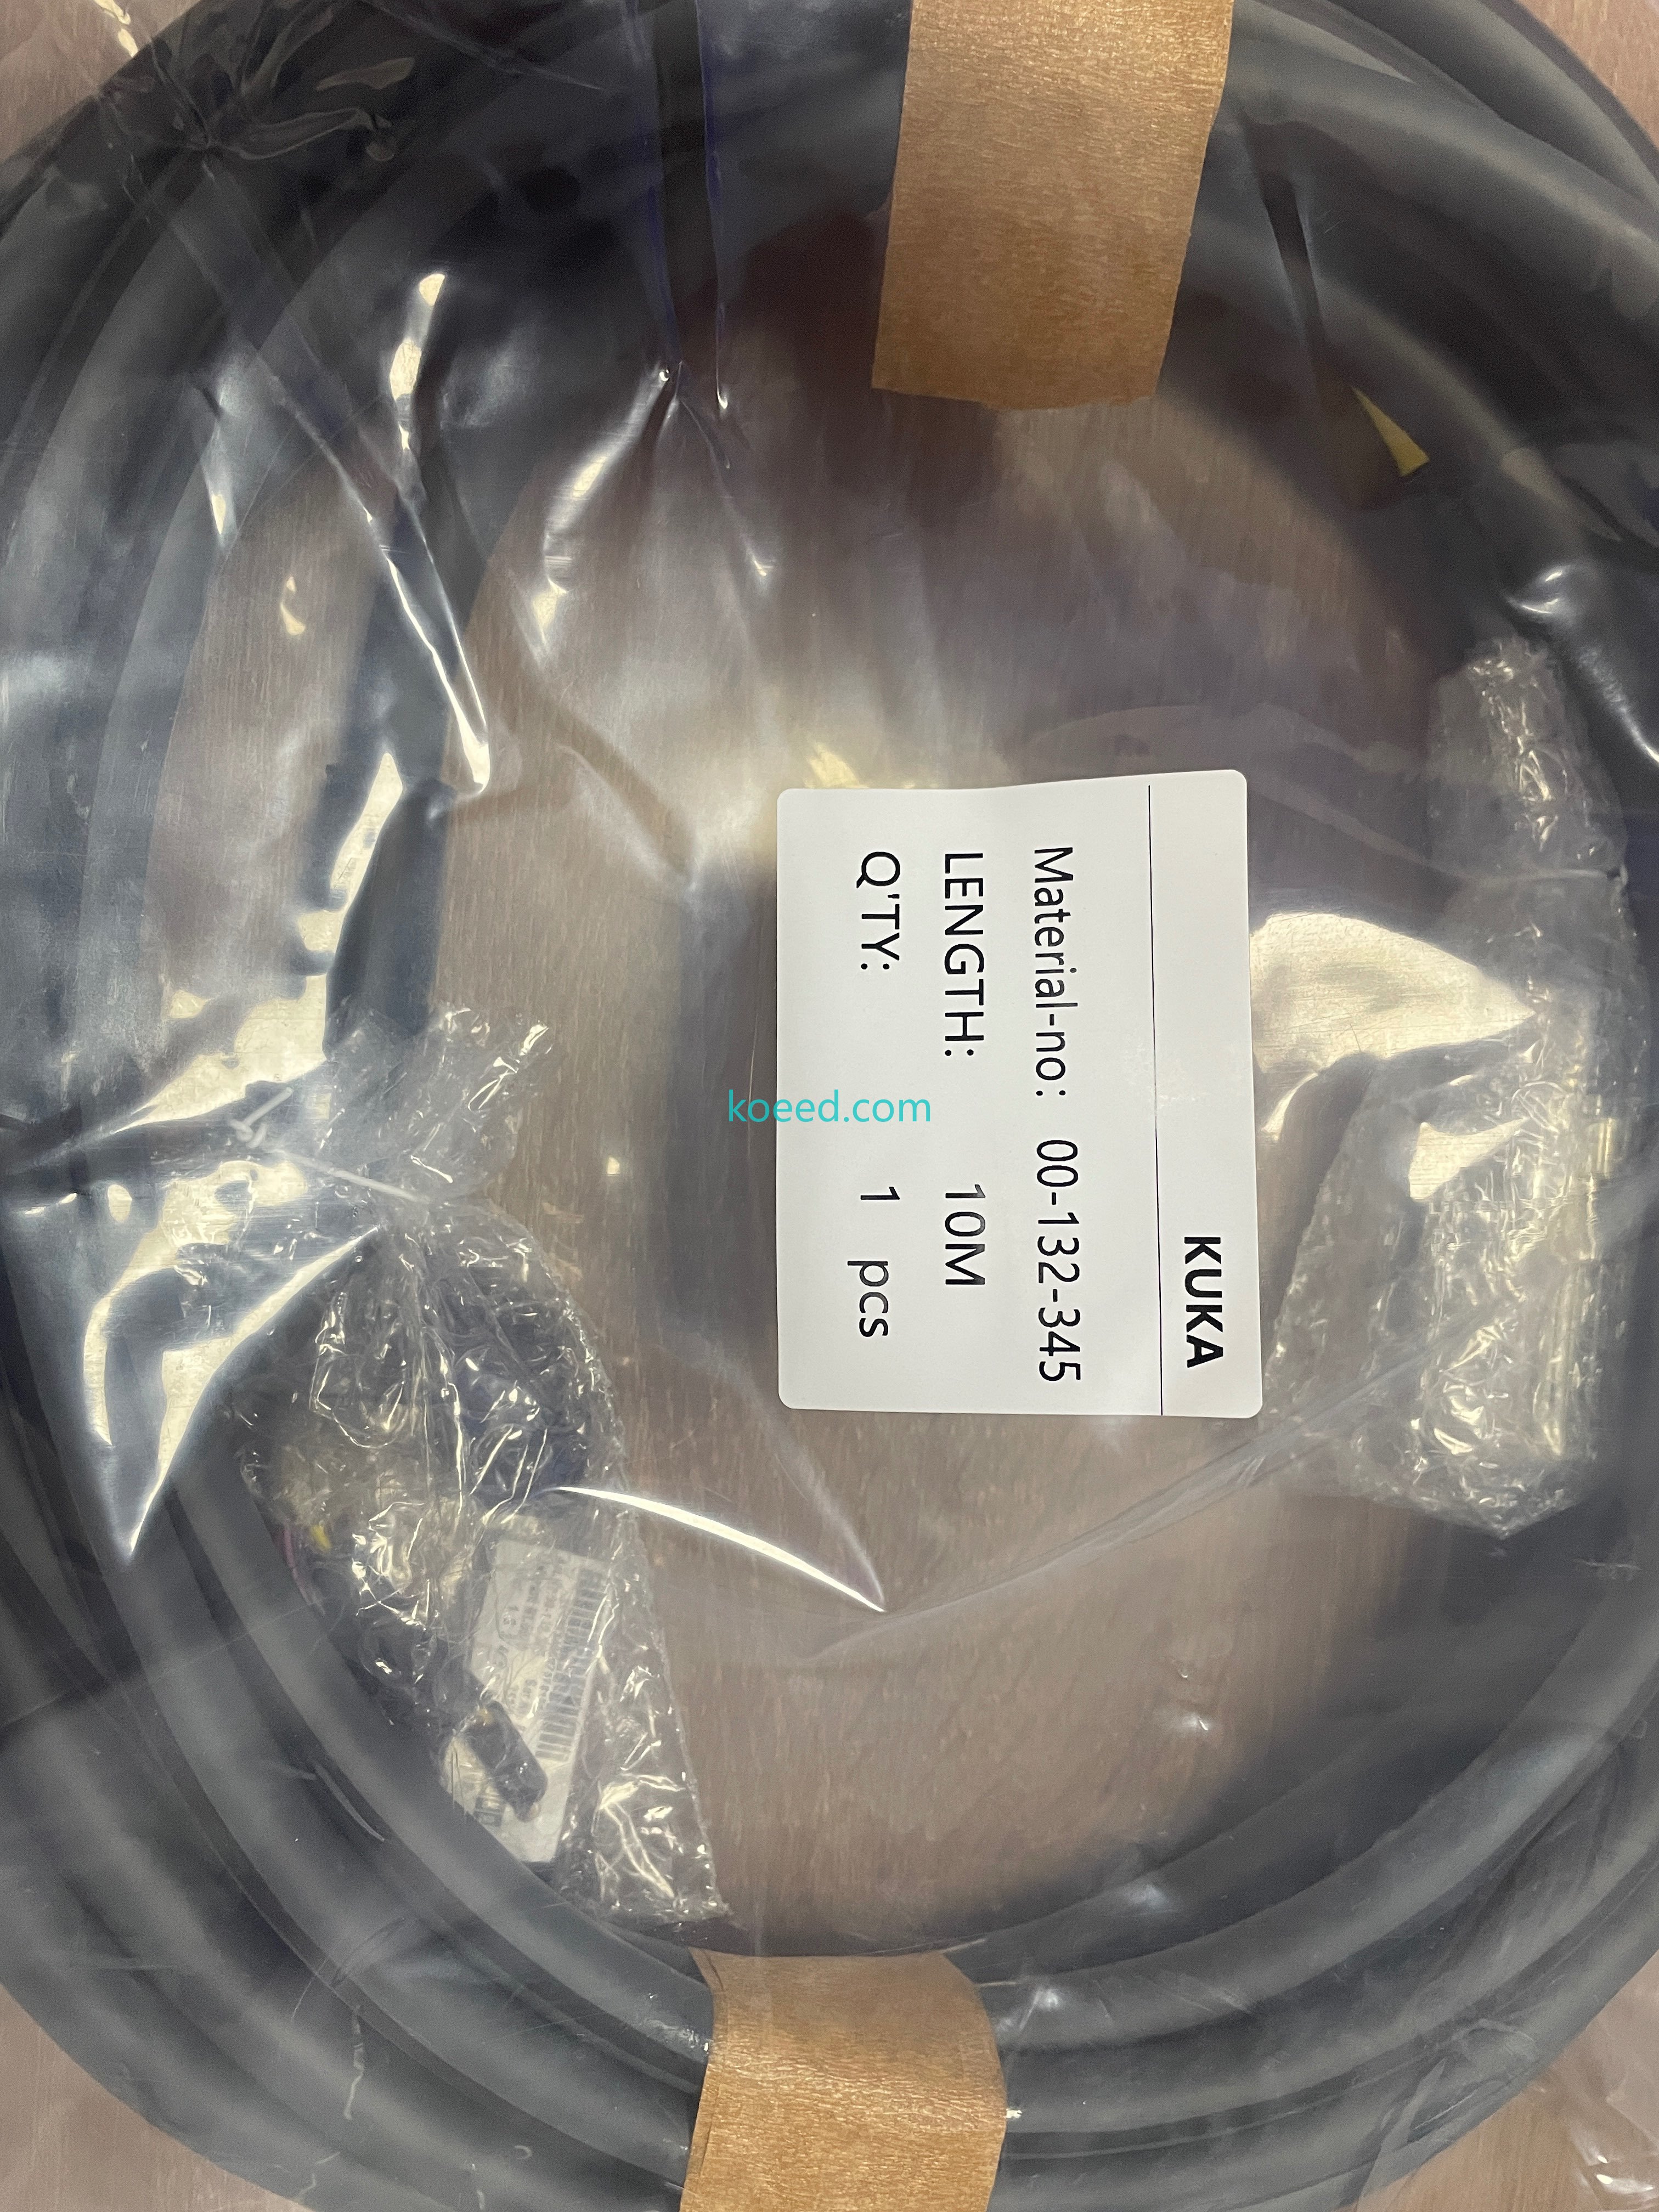 KUKA
Material-no: 00-132-345
LENGTH: 10M
Q'TY: 1 pcs
koeed.com